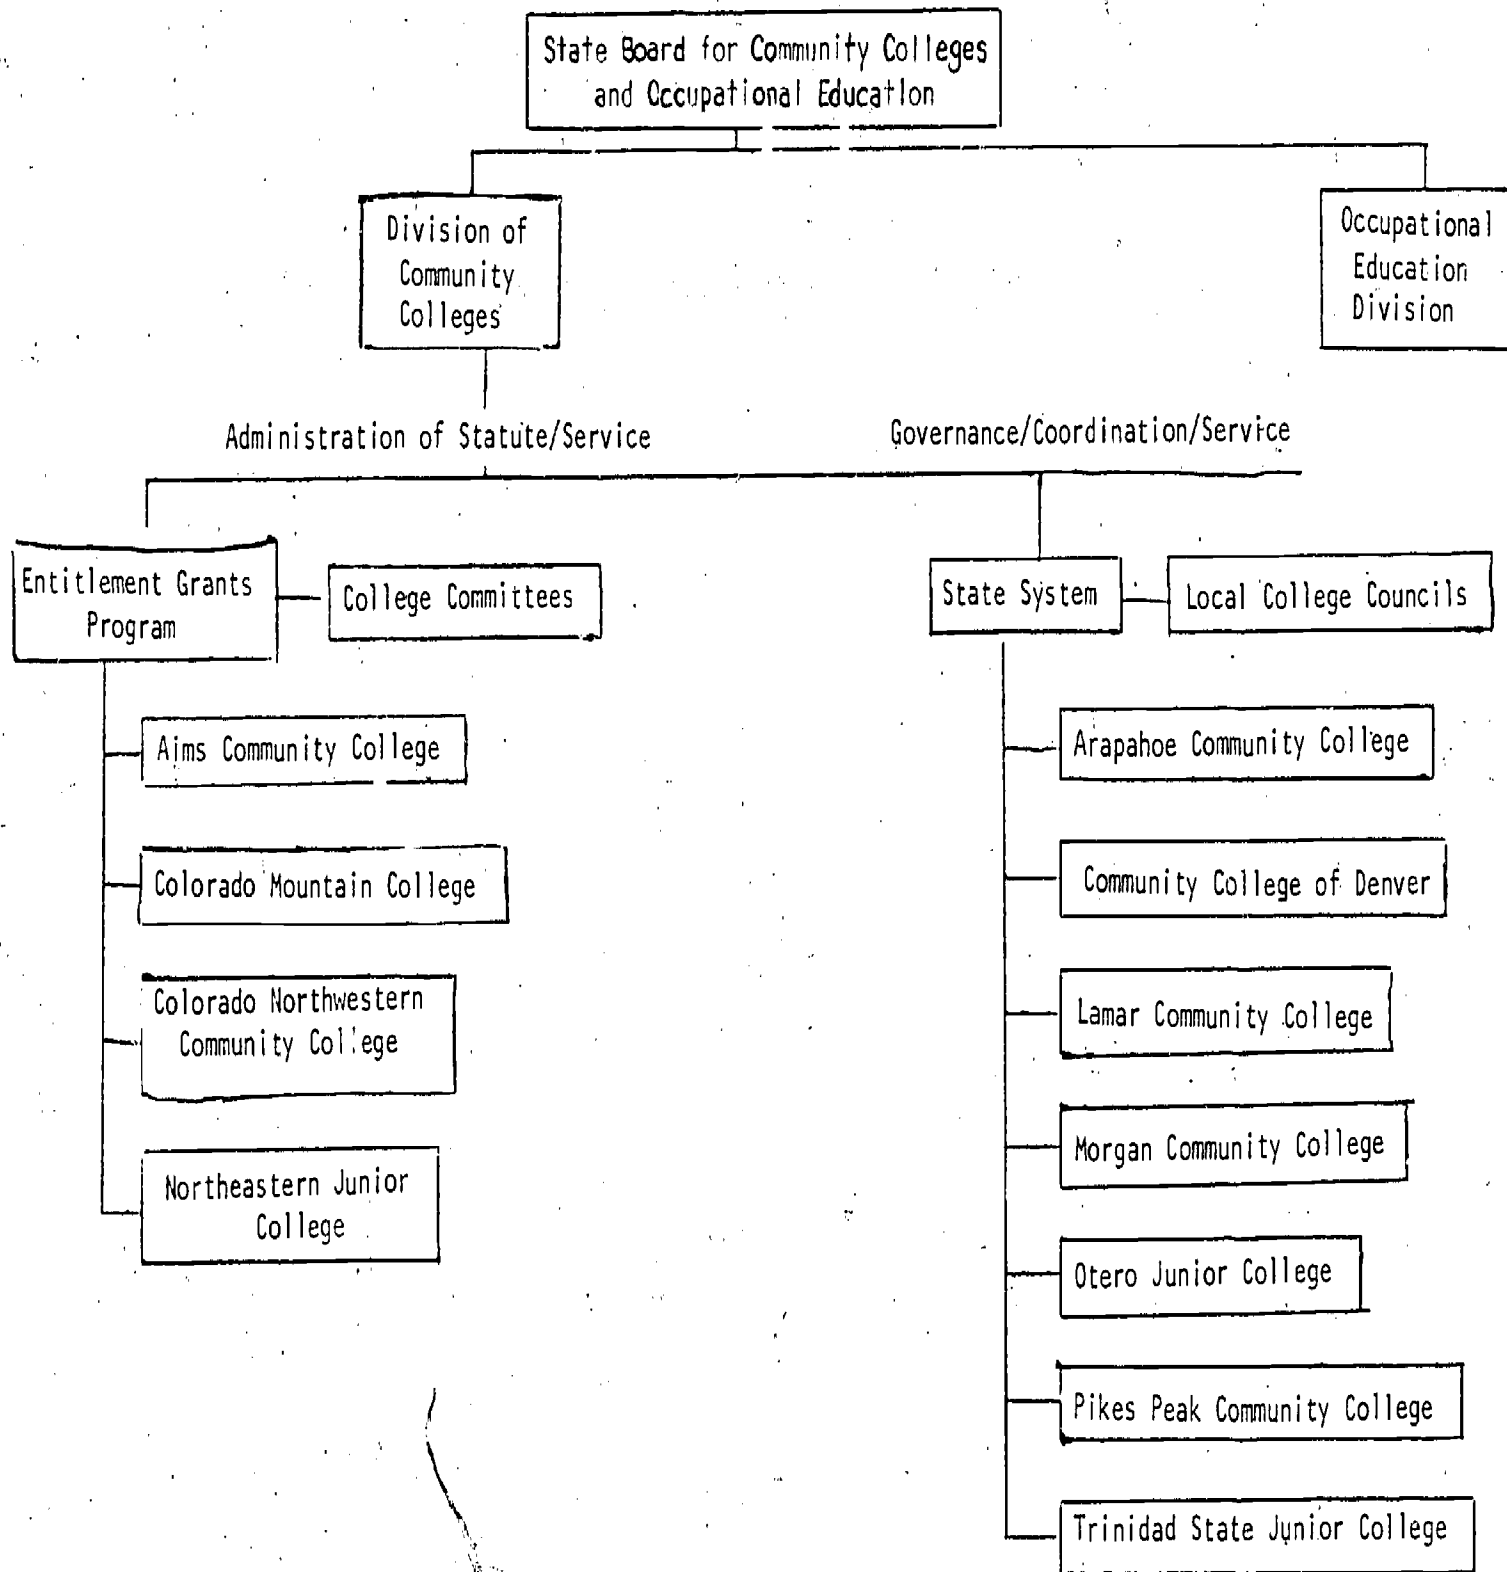 State Board for Community Colleges
and Occupational Education
Division of
Community
Colleges
Occupational
Education
Division
Administration of Statute/Service
Governance/Coordination/Service
Entitlement Grants
Program
College Committees
State System
Local College Councils
Aims Community College
Colorado Mountain College
Colorado Northwestern
Community College
Northeastern Junior
College
Arapahoe Community College
Community College of Denver
Lamar Community College
Morgan Community College
Otero Junior College
Pikes Peak Community College
Trinidad State Junior College